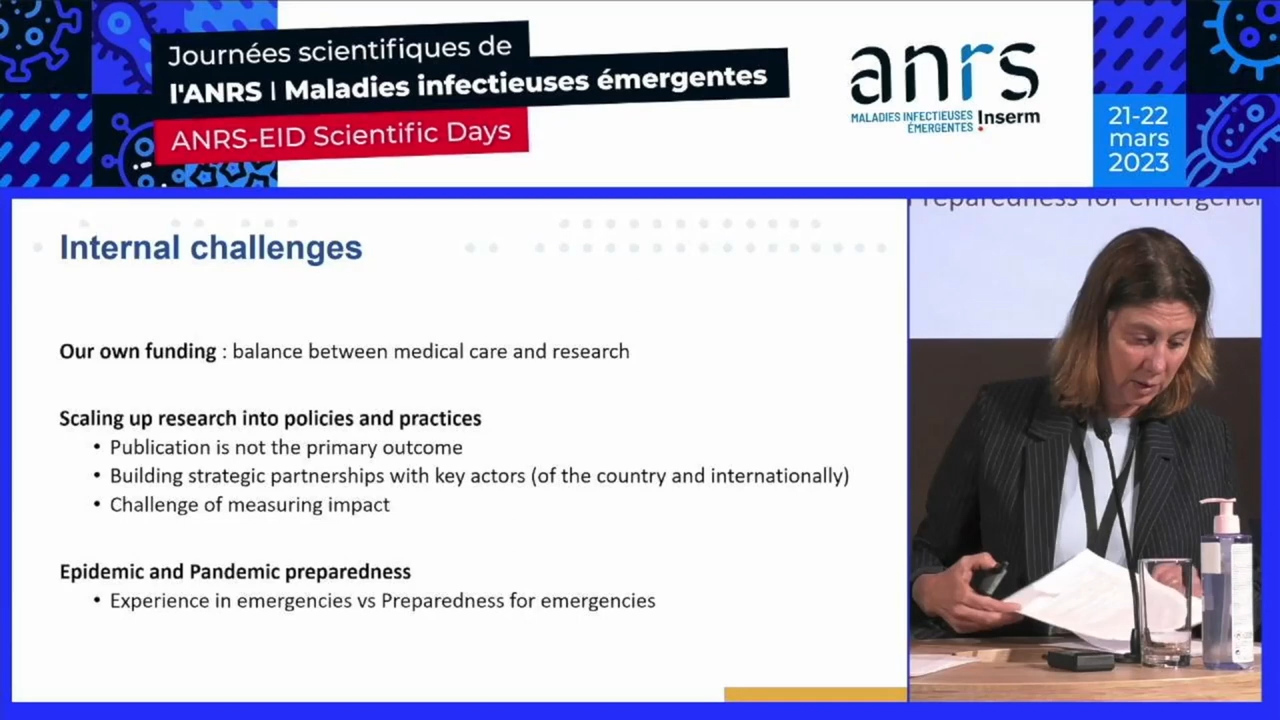 Journées scientifiques de
l'ANRS | Maladies infectieuses émergentes
ANRS-EID Scientific Days
anrs
MALADIES INFECTIEUSES
ÉMERGENTES
Inserm
21-22
mars
2023
Internal challenges
Our own funding : balance between medical care and research
Scaling up research into policies and practices
• Publication is not the primary outcome
• Building strategic partnerships with key actors (of the country and internationally)
• Challenge of measuring impact
Epidemic and Pandemic preparedness
• Experience in emergencies vs Preparedness for emergencies